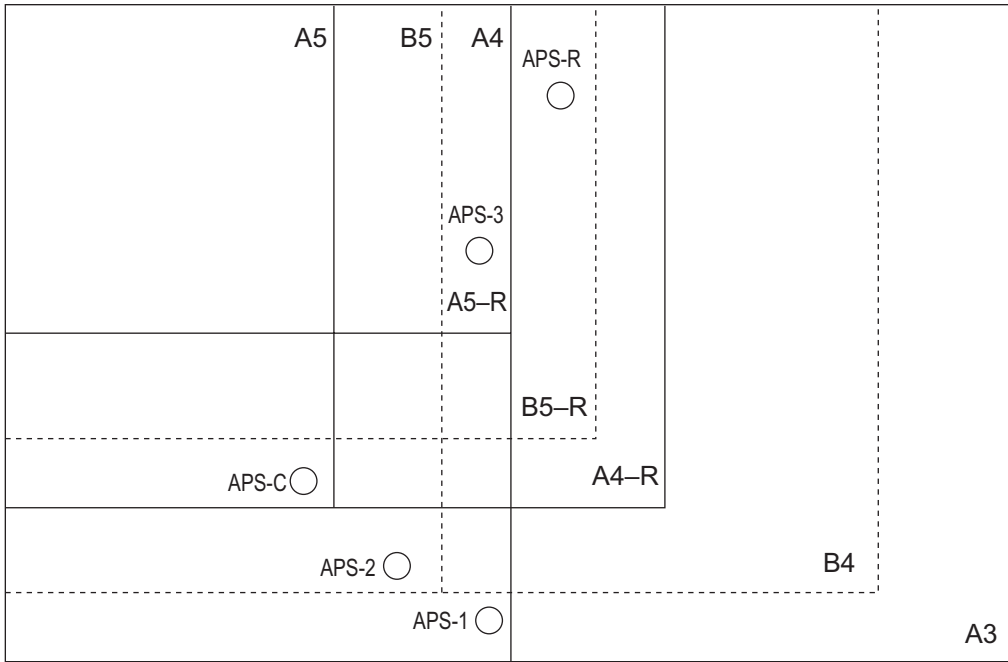 A5
B5
A4
APS-R
APS-3
A5–R
B5–R
APS-C
A4–R
APS-2
B4
APS-1
A3